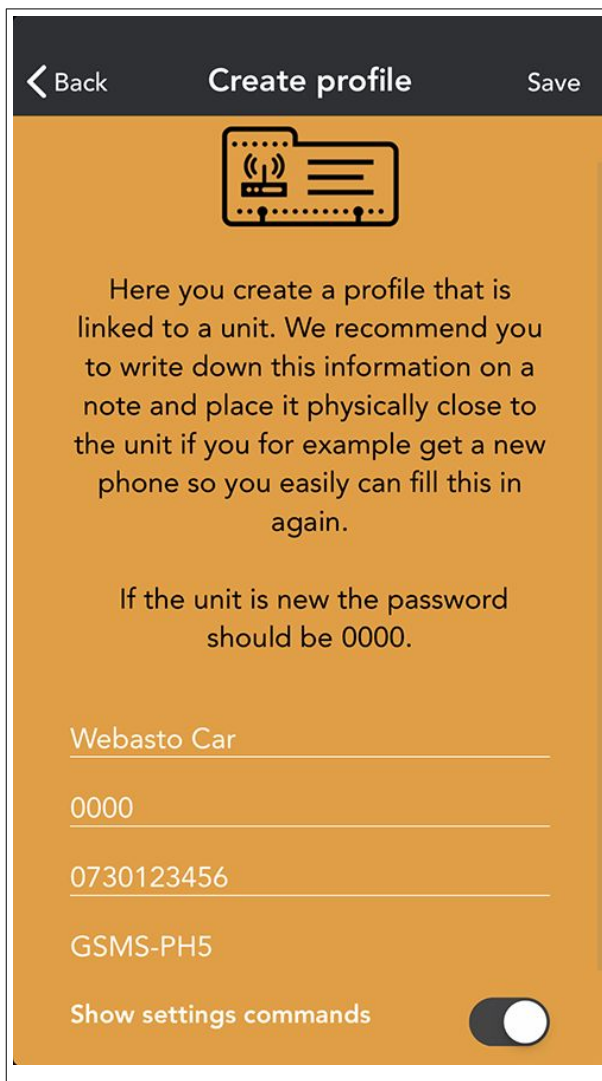 Back
Create profile
Save
Here you create a profile that is
linked to a unit. We recommend you
to write down this information on a
note and place it physically close to
the unit if you for example get a new
phone so you easily can fill this in
again.
If the unit is new the password
should be 0000.
Webasto Car
0000
0730123456
GSMS-PH5
Show settings commands